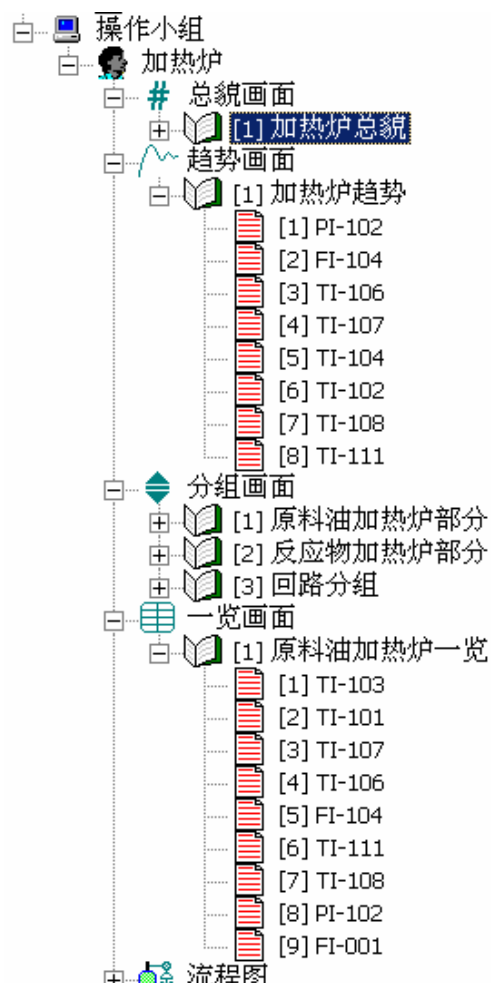 操作小组
加热炉
总貌画面
[1] 加热炉总貌
趋势画面
[1] 加热炉趋势
[1] PI-102
[2] FI-104
[3] TI-106
[4] TI-107
[5] TI-104
[6] TI-102
[7] TI-108
[8] TI-111
分组画面
[1] 原料油加热炉部分
[2] 反应物加热炉部分
[3] 回路分组
一览画面
[1] 原料油加热炉一览
[1] TI-103
[2] TI-101
[3] TI-107
[4] TI-106
[5] FI-104
[6] TI-111
[7] TI-108
[8] PI-102
[9] FI-001
流程图